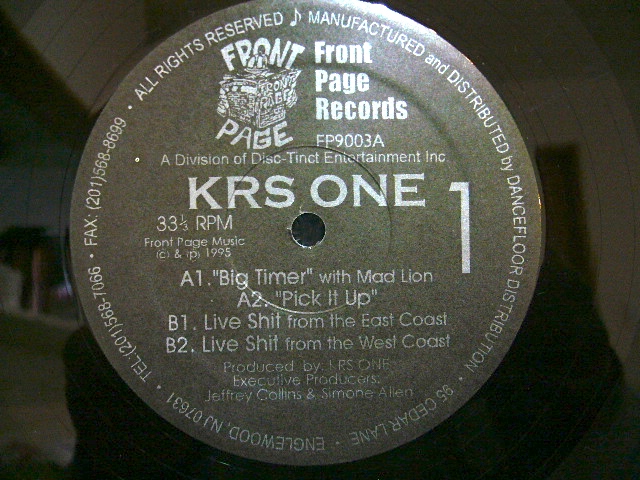 ALL RIGHTS RESERVED ♪ MANUFACTURED and DISTRIBUTED by DANCEFLOOR DISTRIBUTION • 95 CEDAR LANE • ENGLEWOOD, NJ 07631 • TEL:(201)568-7066 • FAX: (201)568-8699 •
FRONT
FRONT
PAGE
PAGE
Front
Page
Records
FP9003A
A Division of Disc-Tinct Entertainment Inc.
KRS ONE
1
33⅓ RPM
Front Page Music
(c) & (p) 1995
A1."Big Timer" with Mad Lion
A2. "Pick It Up"
B1. Live Shit from the East Coast
B2. Live Shit from the West Coast
Produced by: RS ONE
Executive Producers:
Jeffrey Collins & Simone Allen